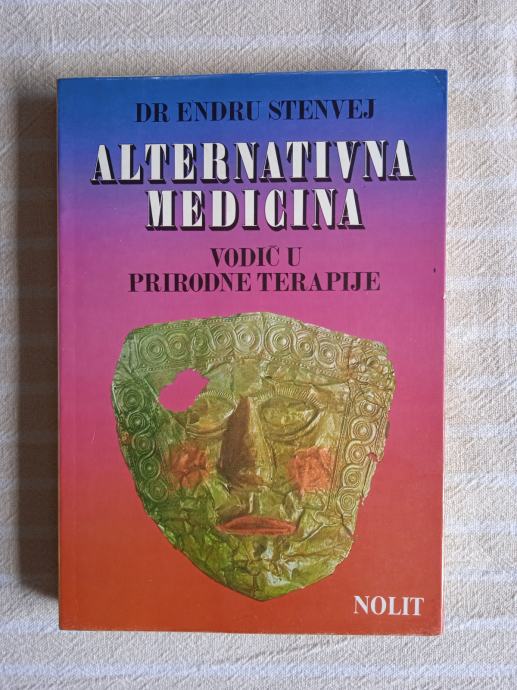 DR ENDRU STENVEJ
ALTERNATIVNA
MEDICINA
VODIČ U
PRIRODNE TERAPIJE
NOLIT